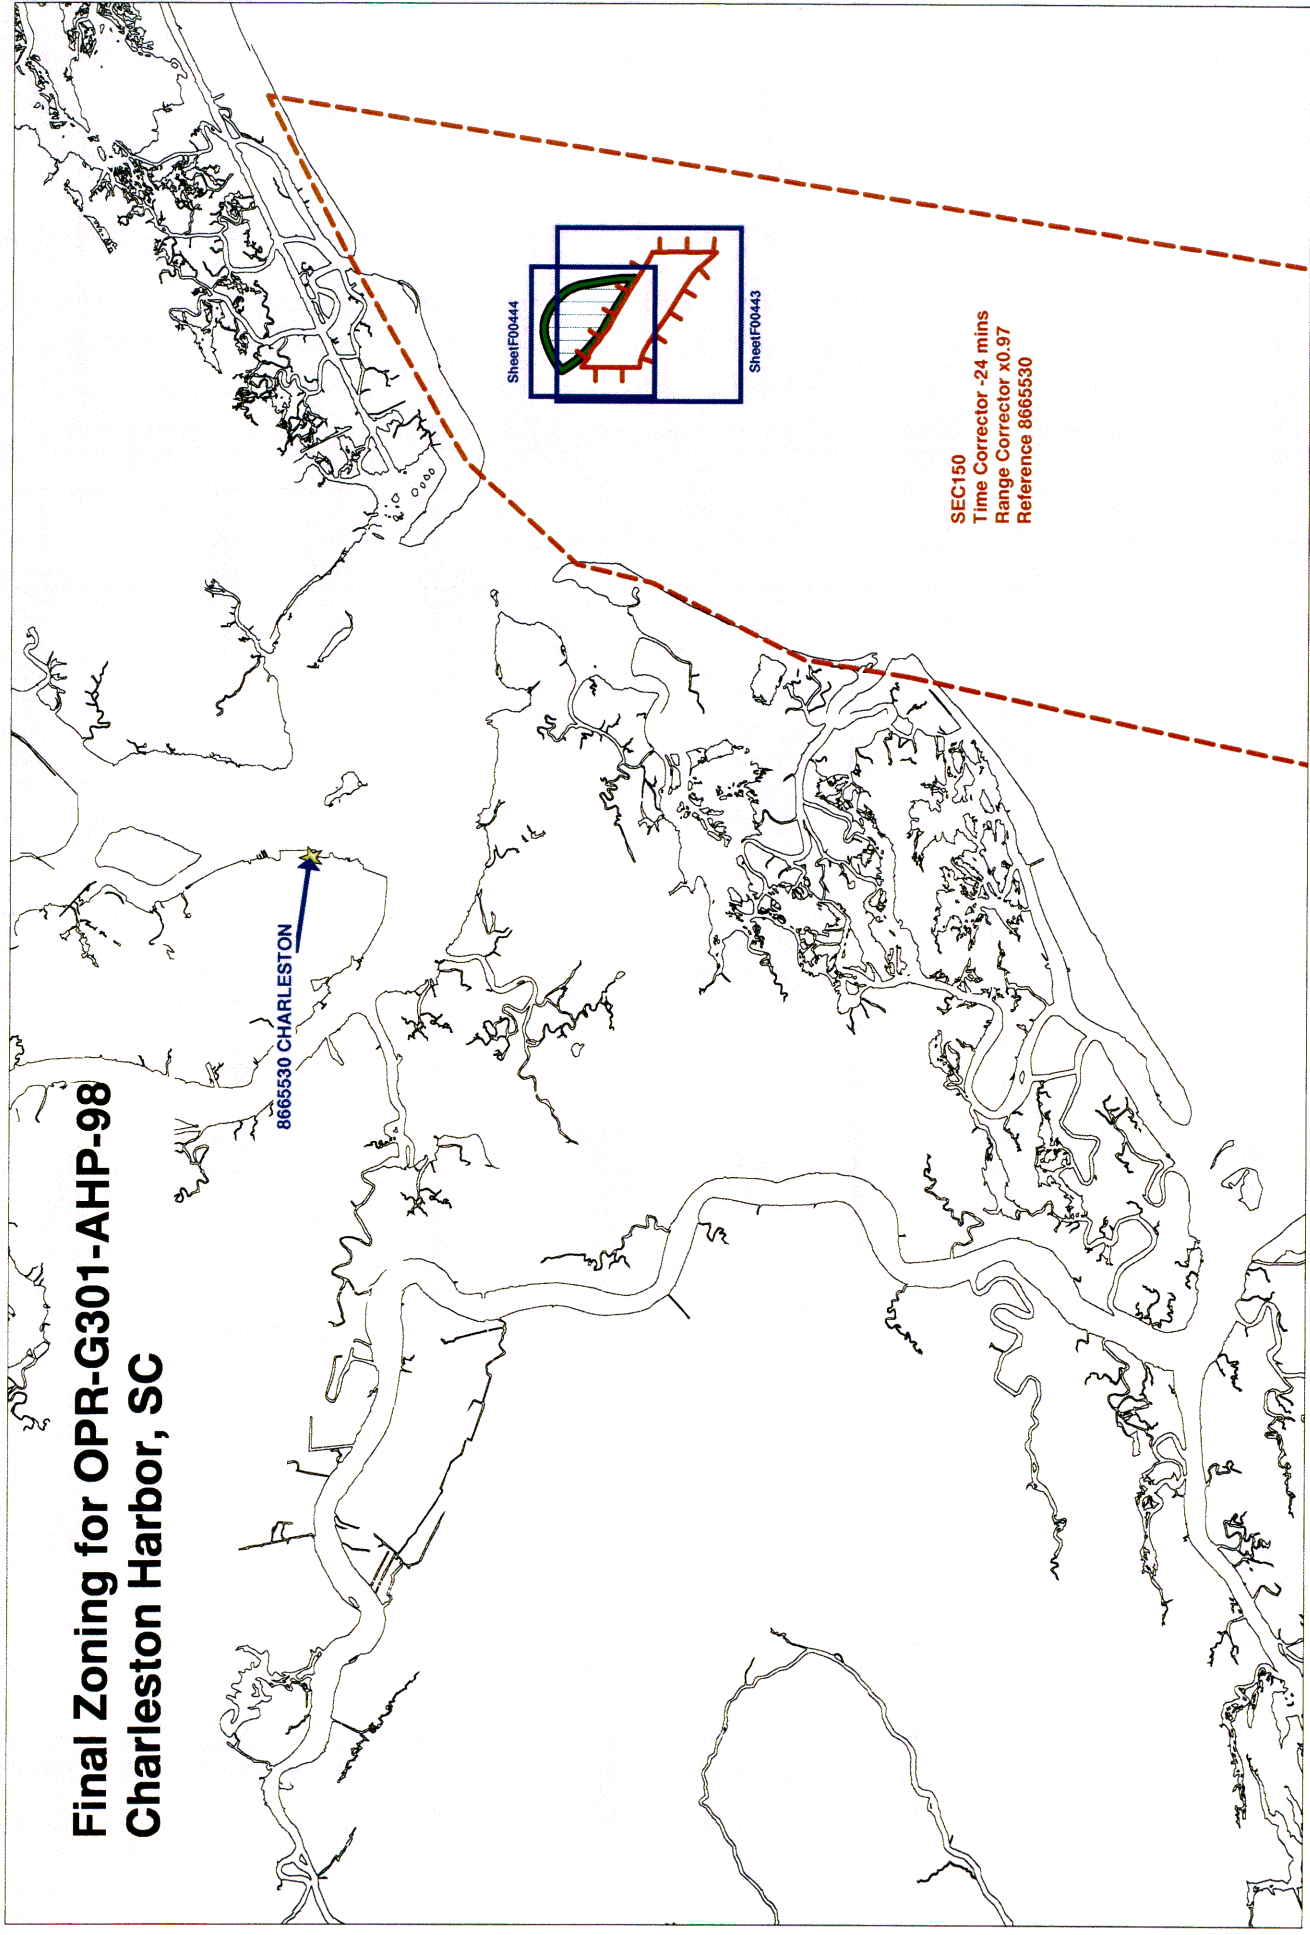 Final Zoning for OPR-G301-AHP-98
Charleston Harbor, SC
8665530 CHARLESTON
SheetF00444
SheetF00443
SEC150
Time Corrector -24 mins
Range Corrector x0.97
Reference 8665530